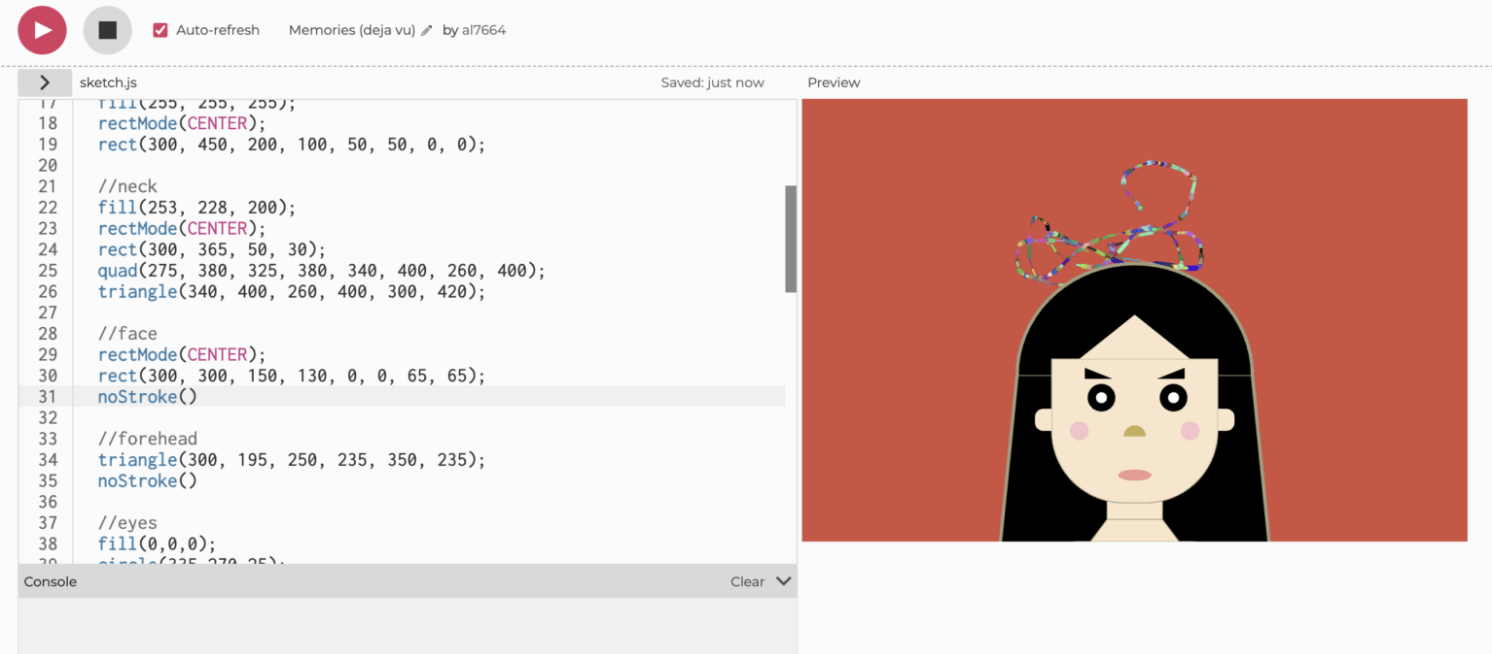 Auto-refresh Memories (deja vu) by al7664
sketch.js Saved: just now Preview
17 fill(255, 255, 255);
18 rectMode(CENTER);
19 rect(300, 450, 200, 100, 50, 50, 0, 0);
20
21 //neck
22 fill(253, 228, 200);
23 rectMode(CENTER);
24 rect(300, 365, 50, 30);
25 quad(275, 380, 325, 380, 340, 400, 260, 400);
26 triangle(340, 400, 260, 400, 300, 420);
27
28 //face
29 rectMode(CENTER);
30 rect(300, 300, 150, 130, 0, 0, 65, 65);
31 noStroke()
32
33 //forehead
34 triangle(300, 195, 250, 235, 350, 235);
35 noStroke()
36
37 //eyes
38 fill(0,0,0);
39 circle(335,270,25);
Console Clear